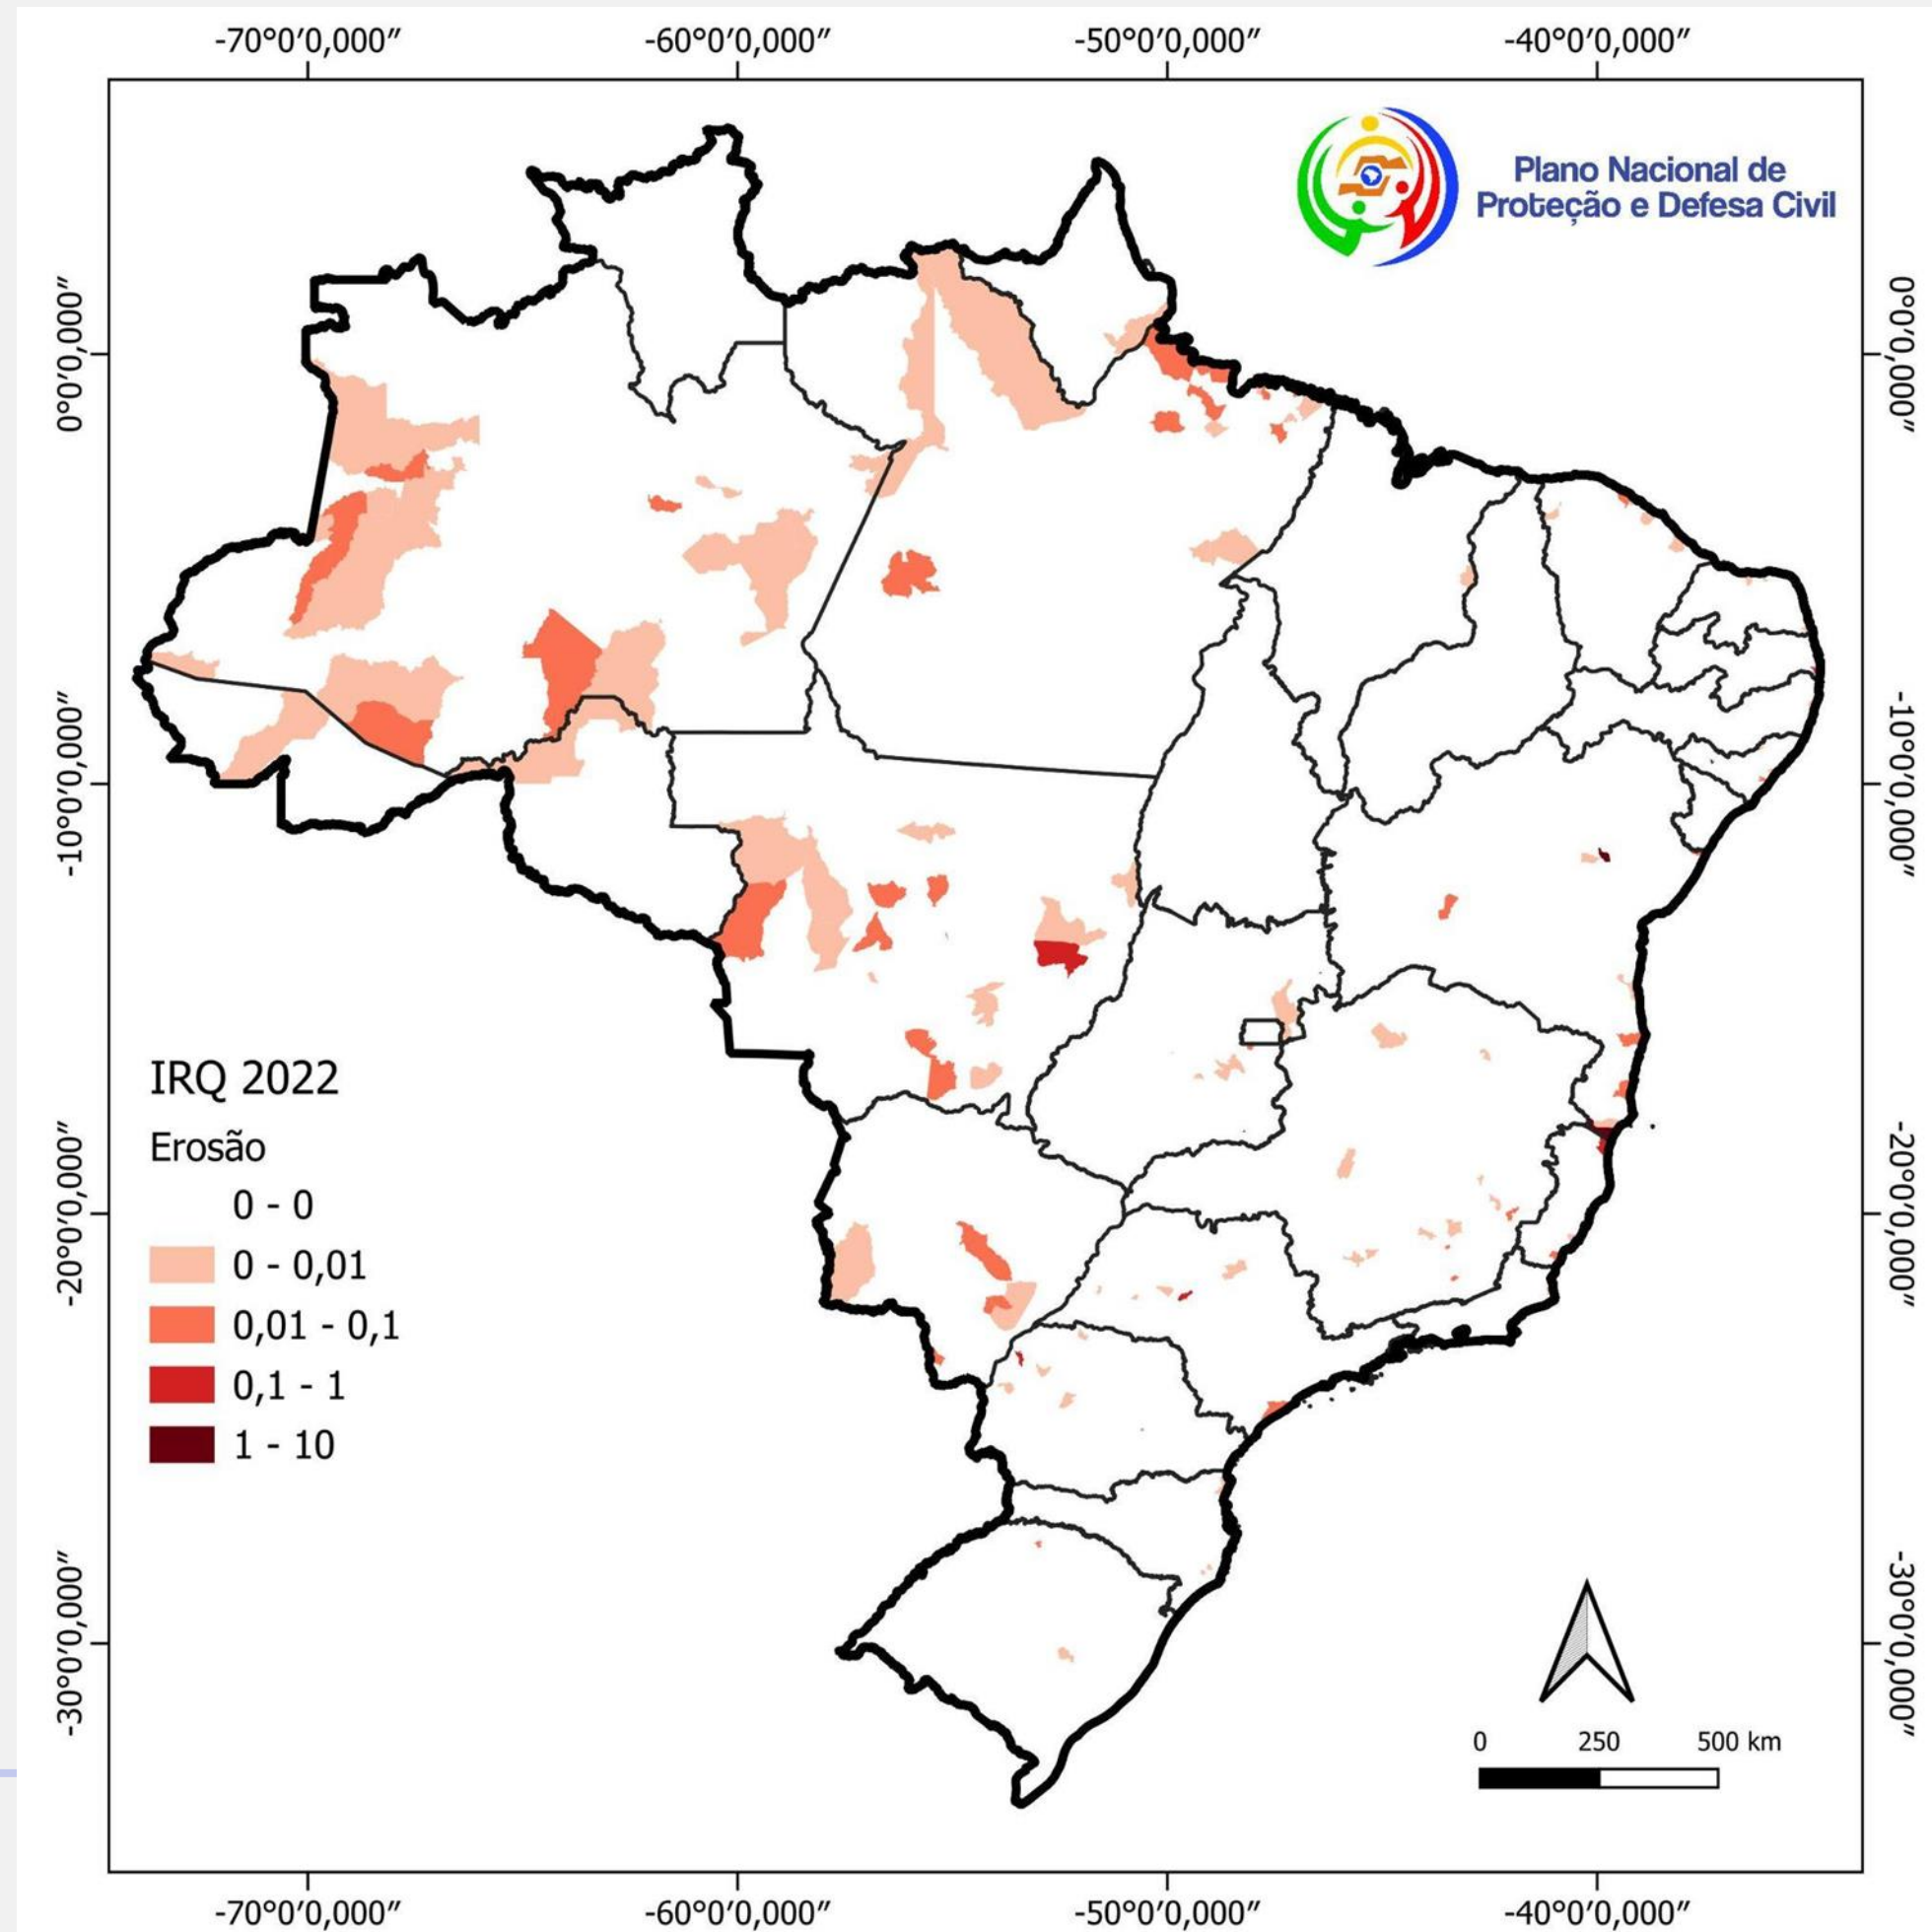 -70°0′0,000″ -60°0′0,000″ -50°0′0,000″ -40°0′0,000″
Plano Nacional de
Proteção e Defesa Civil
0°0′0,000″
0°0′0,000″
-10°0′0,000″
-10°0′0,000″
-20°0′0,000″
-20°0′0,000″
-30°0′0,000″
-30°0′0,000″
IRQ 2022
Erosão
0 - 0
0 - 0,01
0,01 - 0,1
0,1 - 1
1 - 10
0 250 500 km
-70°0′0,000″ -60°0′0,000″ -50°0′0,000″ -40°0′0,000″